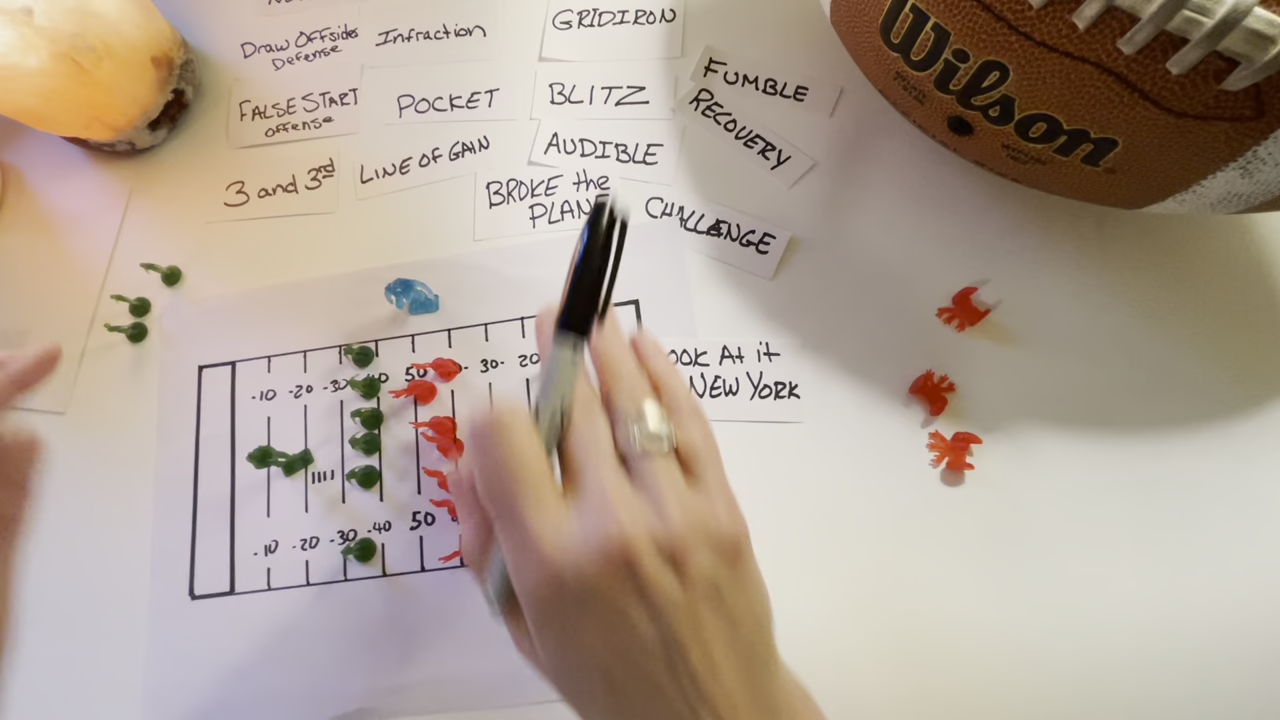 Draw Offsides
Defense
Infraction
GRIDIRON
FALSE START
offense
POCKET
BLITZ
FUMBLE
RECOVERY
3 and 3rd
LINE OF GAIN
AUDIBLE
BROKE the
PLANE
CHALLENGE
OOK At it
NEW YORK
Wilson
-10 -20 -30 50 30- 20
-10 -20 -30 -40 50